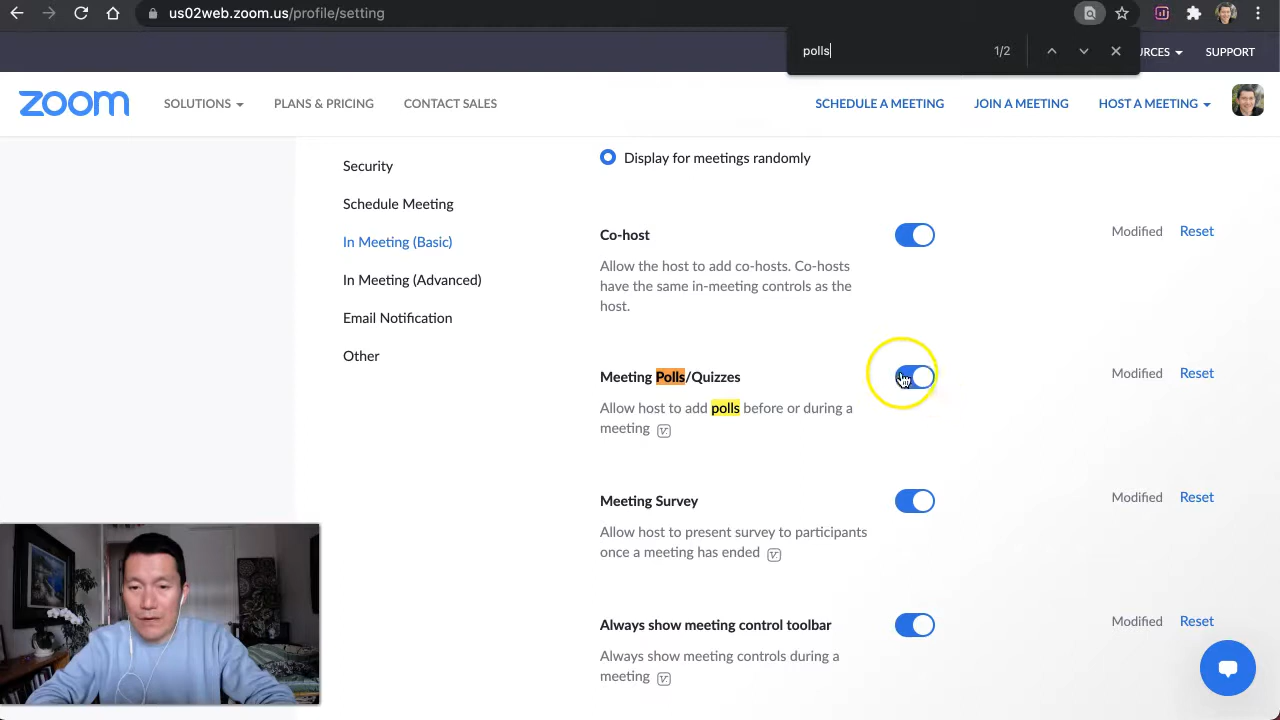 us02web.zoom.us/profile/setting
polls
1/2
RCES
SUPPORT
zoom
SOLUTIONS
PLANS & PRICING
CONTACT SALES
SCHEDULE A MEETING
JOIN A MEETING
HOST A MEETING
Security
Schedule Meeting
In Meeting (Basic)
In Meeting (Advanced)
Email Notification
Other
Display for meetings randomly
Co-host
Modified
Reset
Allow the host to add co-hosts. Co-hosts
have the same in-meeting controls as the
host.
Meeting Polls/Quizzes
Modified
Reset
Allow host to add polls before or during a
meeting
Meeting Survey
Modified
Reset
Allow host to present survey to participants
once a meeting has ended
Always show meeting control toolbar
Modified
Reset
Always show meeting controls during a
meeting